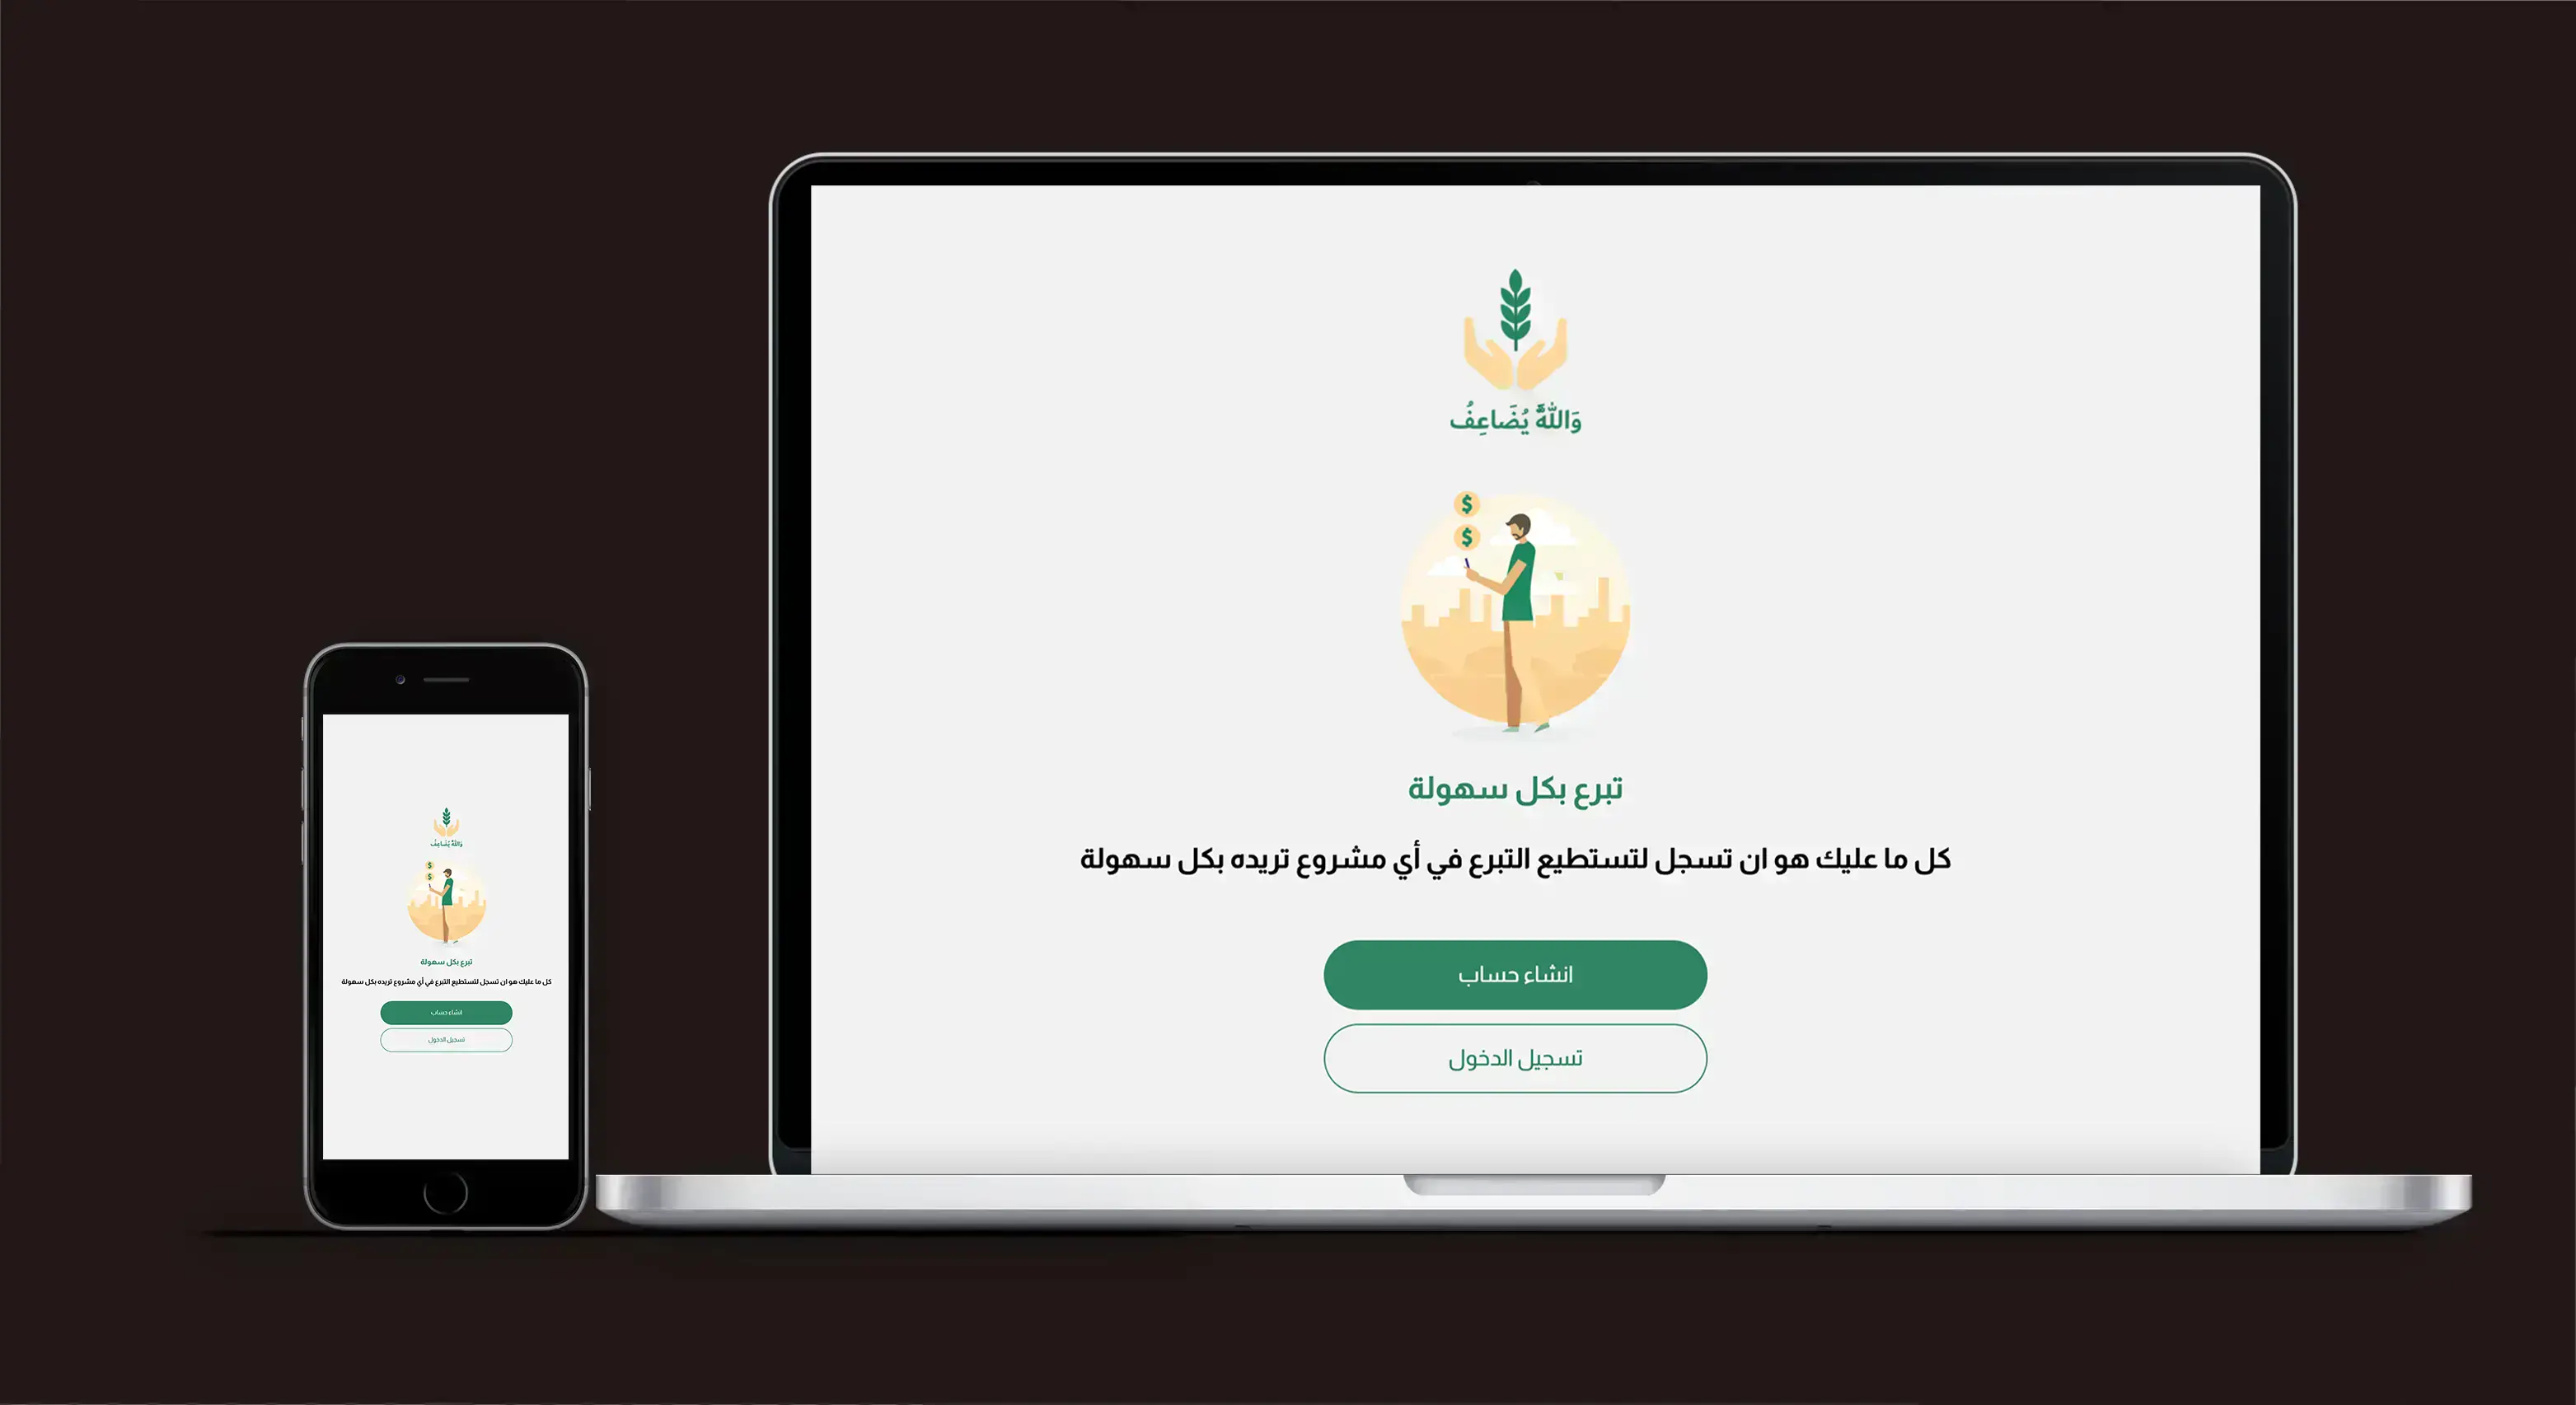 وَاللَّهُ يُضَاعِفُ
$
$
تبرع بكل سهولة
كل ما عليك هو ان تسجل لتستطيع التبرع في أي مشروع تريده بكل سهولة
انشاء حساب
تسجيل الدخول
وَاللَّهُ يُضَاعِفُ
$
$
تبرع بكل سهولة
كل ما عليك هو ان تسجل لتستطيع التبرع في أي مشروع تريده بكل سهولة
انشاء حساب
تسجيل الدخول